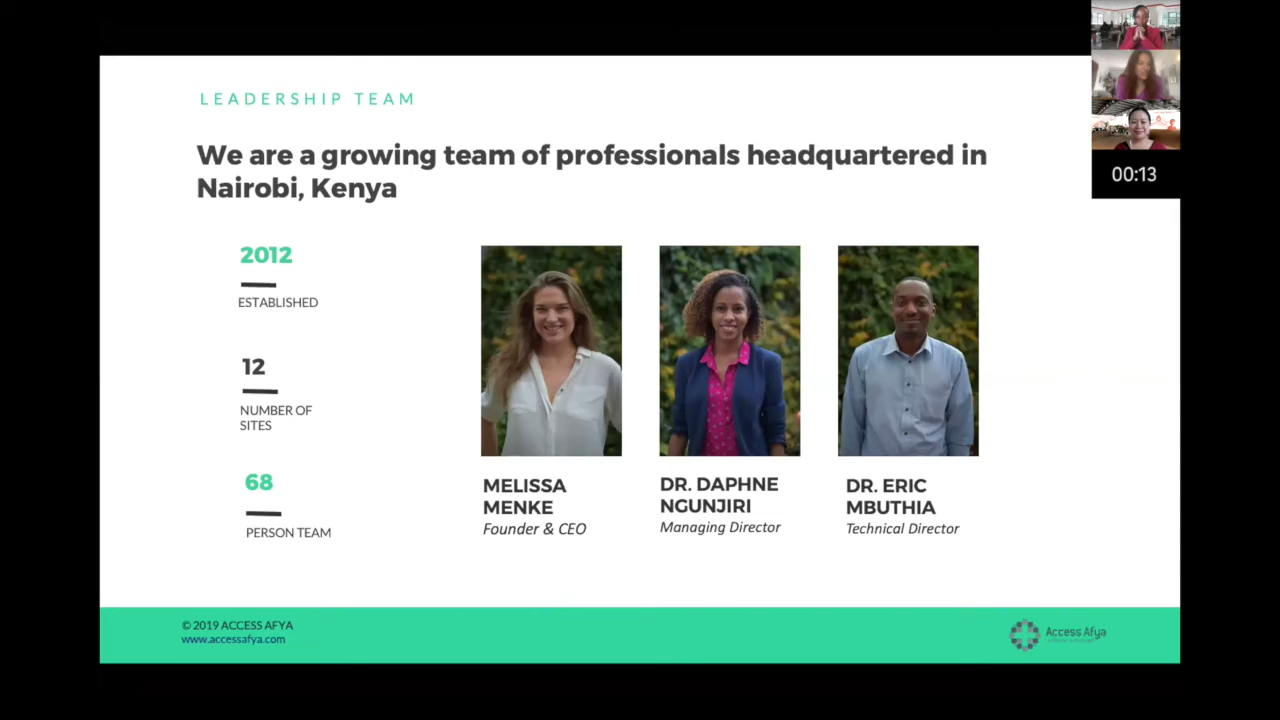 LEADERSHIP TEAM
We are a growing team of professionals headquartered in
Nairobi, Kenya
2012
ESTABLISHED
12
NUMBER OF
SITES
68
PERSON TEAM
MELISSA
MENKE
Founder & CEO
DR. DAPHNE
NGUNJIRI
Managing Director
DR. ERIC
MBUTHIA
Technical Director
© 2019 ACCESS AFYA
www.accessafya.com
Access Afya
00:13